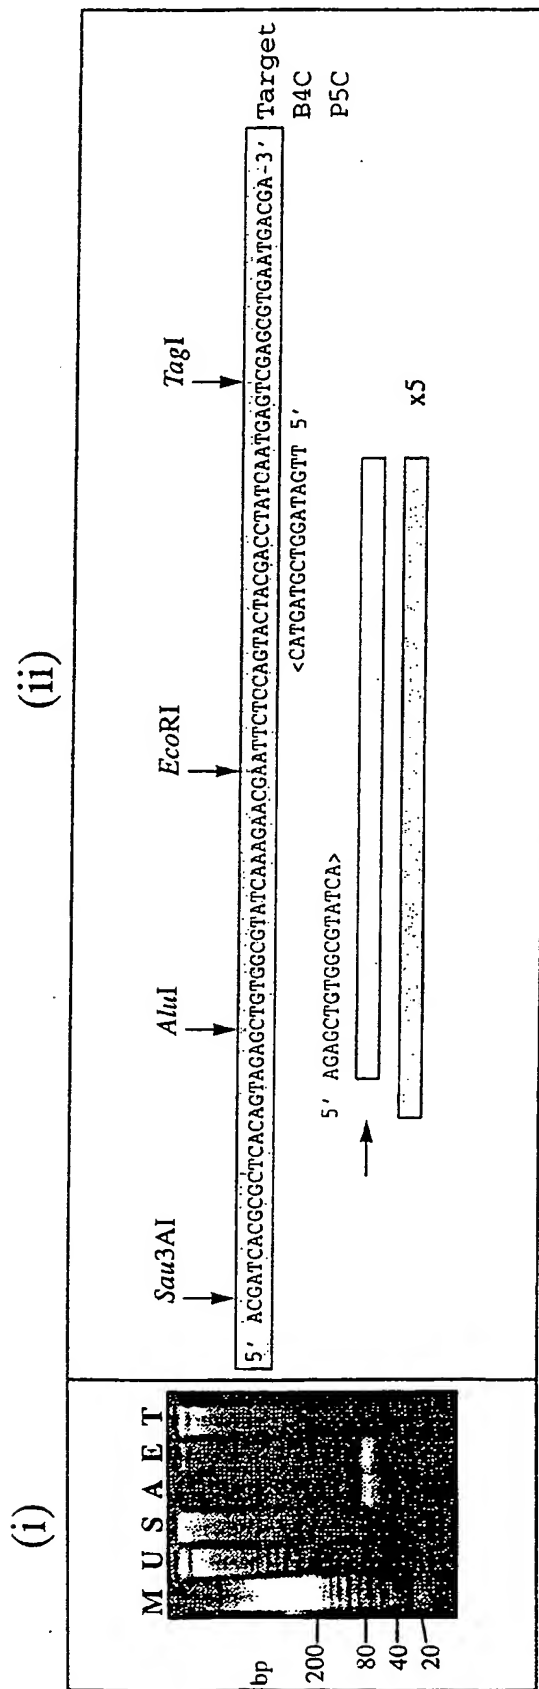 (i)
M U S A E T
bp
200
80
40
20
(ii)
Sau3AI
AluI
EcoRI
TagI
5' ACGATCACGCGCTCACAGTAGAGCTGTGGCGTATCAAAGAACGAATTCTCCAGTACTACGACCTATCAATGAGTCGAGCGTGAATGACGA-3' Target
<CATGATGCTGGATAGTT 5' B4C
5' AGAGCTGTGGCGTATCA> P5C
x5